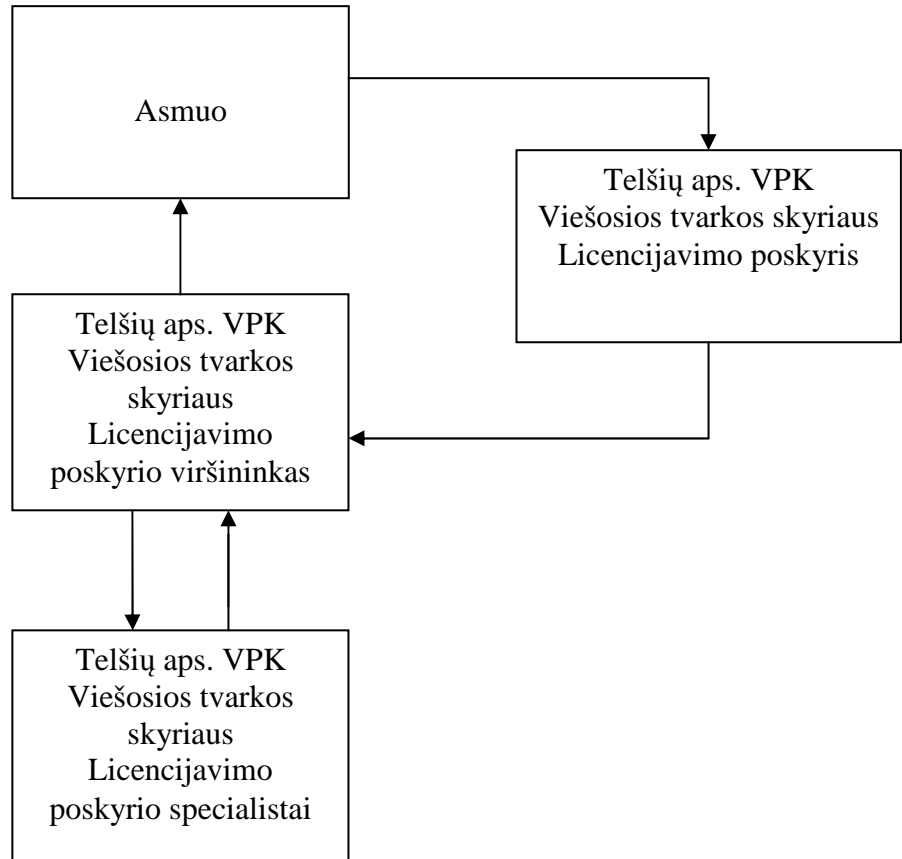 Asmuo
Telšių aps. VPK
Viešosios tvarkos skyriaus
Licencijavimo poskyris
Telšių aps. VPK
Viešosios tvarkos
skyriaus
Licencijavimo
poskyrio viršininkas
Telšių aps. VPK
Viešosios tvarkos
skyriaus
Licencijavimo
poskyrio specialistai